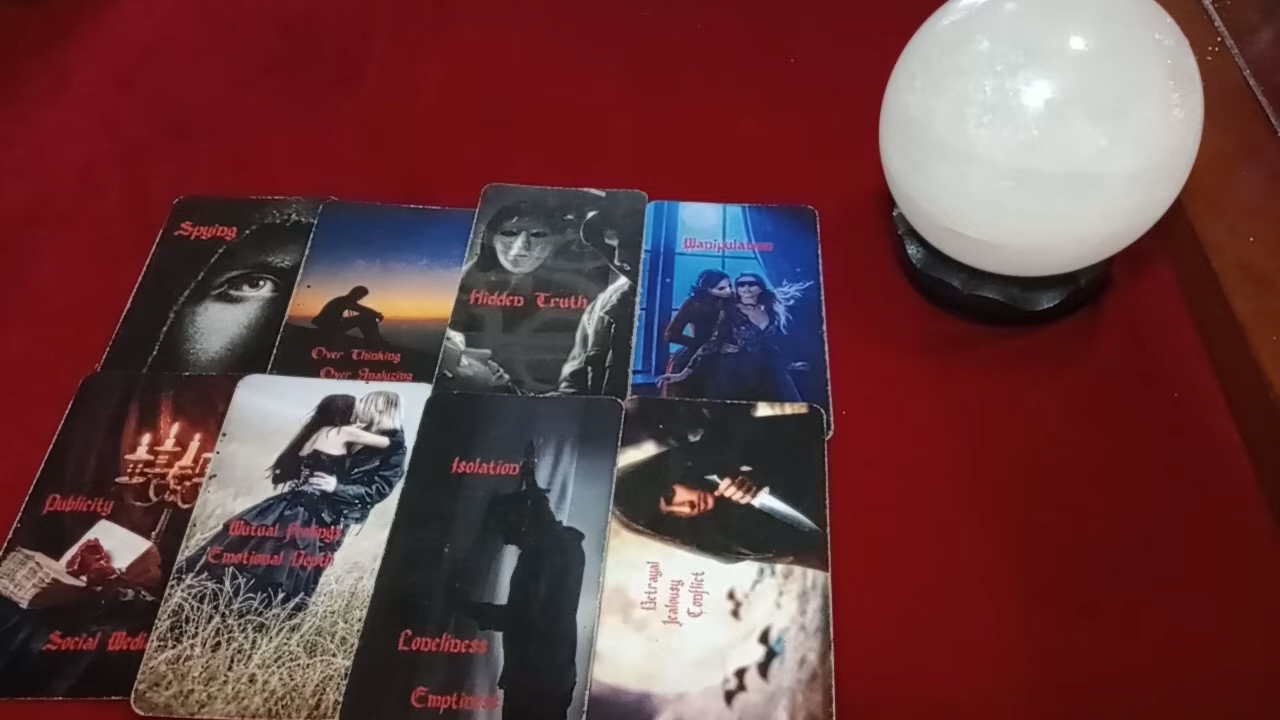 Spying
Over Thinking
Over Analyzing
Hidden Truth
Manipulation
Publicity
Social Media
Mutual Feelings
Emotional Depth
Isolation
Loneliness
Emptiness
Betrayal
Jealousy
Conflict